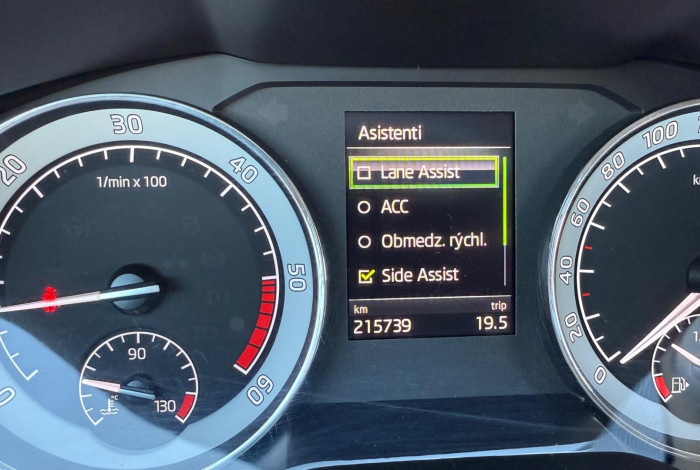 Asistenti
Lane Assist
ACC
Obmedz. rýchl.
Side Assist
km trip
215739 19.5
20
30
40
50
60
1/min x 100
90
130
°C
0
20
40
60
80
100